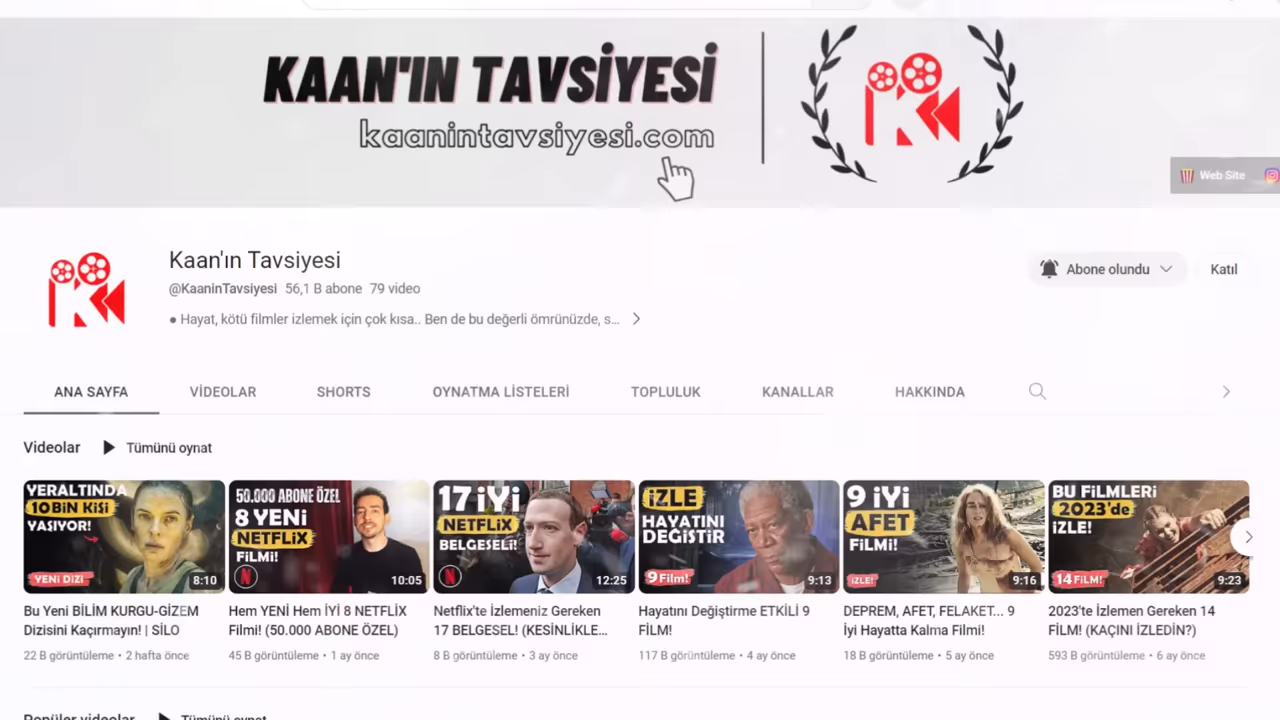 KAAN'IN TAVSİYESİ
kaanintavsiyesi.com
Web Site
Kaan'ın Tavsiyesi
@KaaninTavsiyesi 56,1 B abone 79 video
● Hayat, kötü filmler izlemek için çok kısa.. Ben de bu değerli ömrünüzde, s...
Abone olundu
Katıl
ANA SAYFA
VİDEOLAR
SHORTS
OYNATMA LİSTELERİ
TOPLULUK
KANALLAR
HAKKINDA
Videolar
Tümünü oynat
YERALTINDA
10 BİN KİŞİ
YAŞIYOR!
YENİ DİZİ
8:10
Bu Yeni BİLİM KURGU-GİZEM
Dizisini Kaçırmayın! | SİLO
22 B görüntüleme • 2 hafta önce
50.000 ABONE ÖZEL
8 YENİ
NETFLİX
FİLMİ!
N
10:05
Hem YENİ Hem İYİ 8 NETFLİX
Filmi! (50.000 ABONE ÖZEL)
45 B görüntüleme • 1 ay önce
17 İYİ
NETFLİX
BELGESELİ!
N
12:25
Netflix'te İzlemeniz Gereken
17 BELGESEL! (KESİNLİKLE...
8 B görüntüleme • 3 ay önce
İZLE
HAYATINI
DEĞİŞTİR
9 Film!
9:13
Hayatını Değiştirme ETKİLİ 9
FİLM!
117 B görüntüleme • 4 ay önce
9 İYİ
AFET
FİLMİ!
İZLE!
9:16
DEPREM, AFET, FELAKET... 9
İyi Hayatta Kalma Filmi!
18 B görüntüleme • 5 ay önce
BU FİLMLERİ
2023'de
İZLE!
14 FİLM!
9:23
2023'te İzlemen Gereken 14
FİLM! (KAÇINI İZLEDİN?)
593 B görüntüleme • 6 ay önce
Popüler videolar
Tümünü oynat